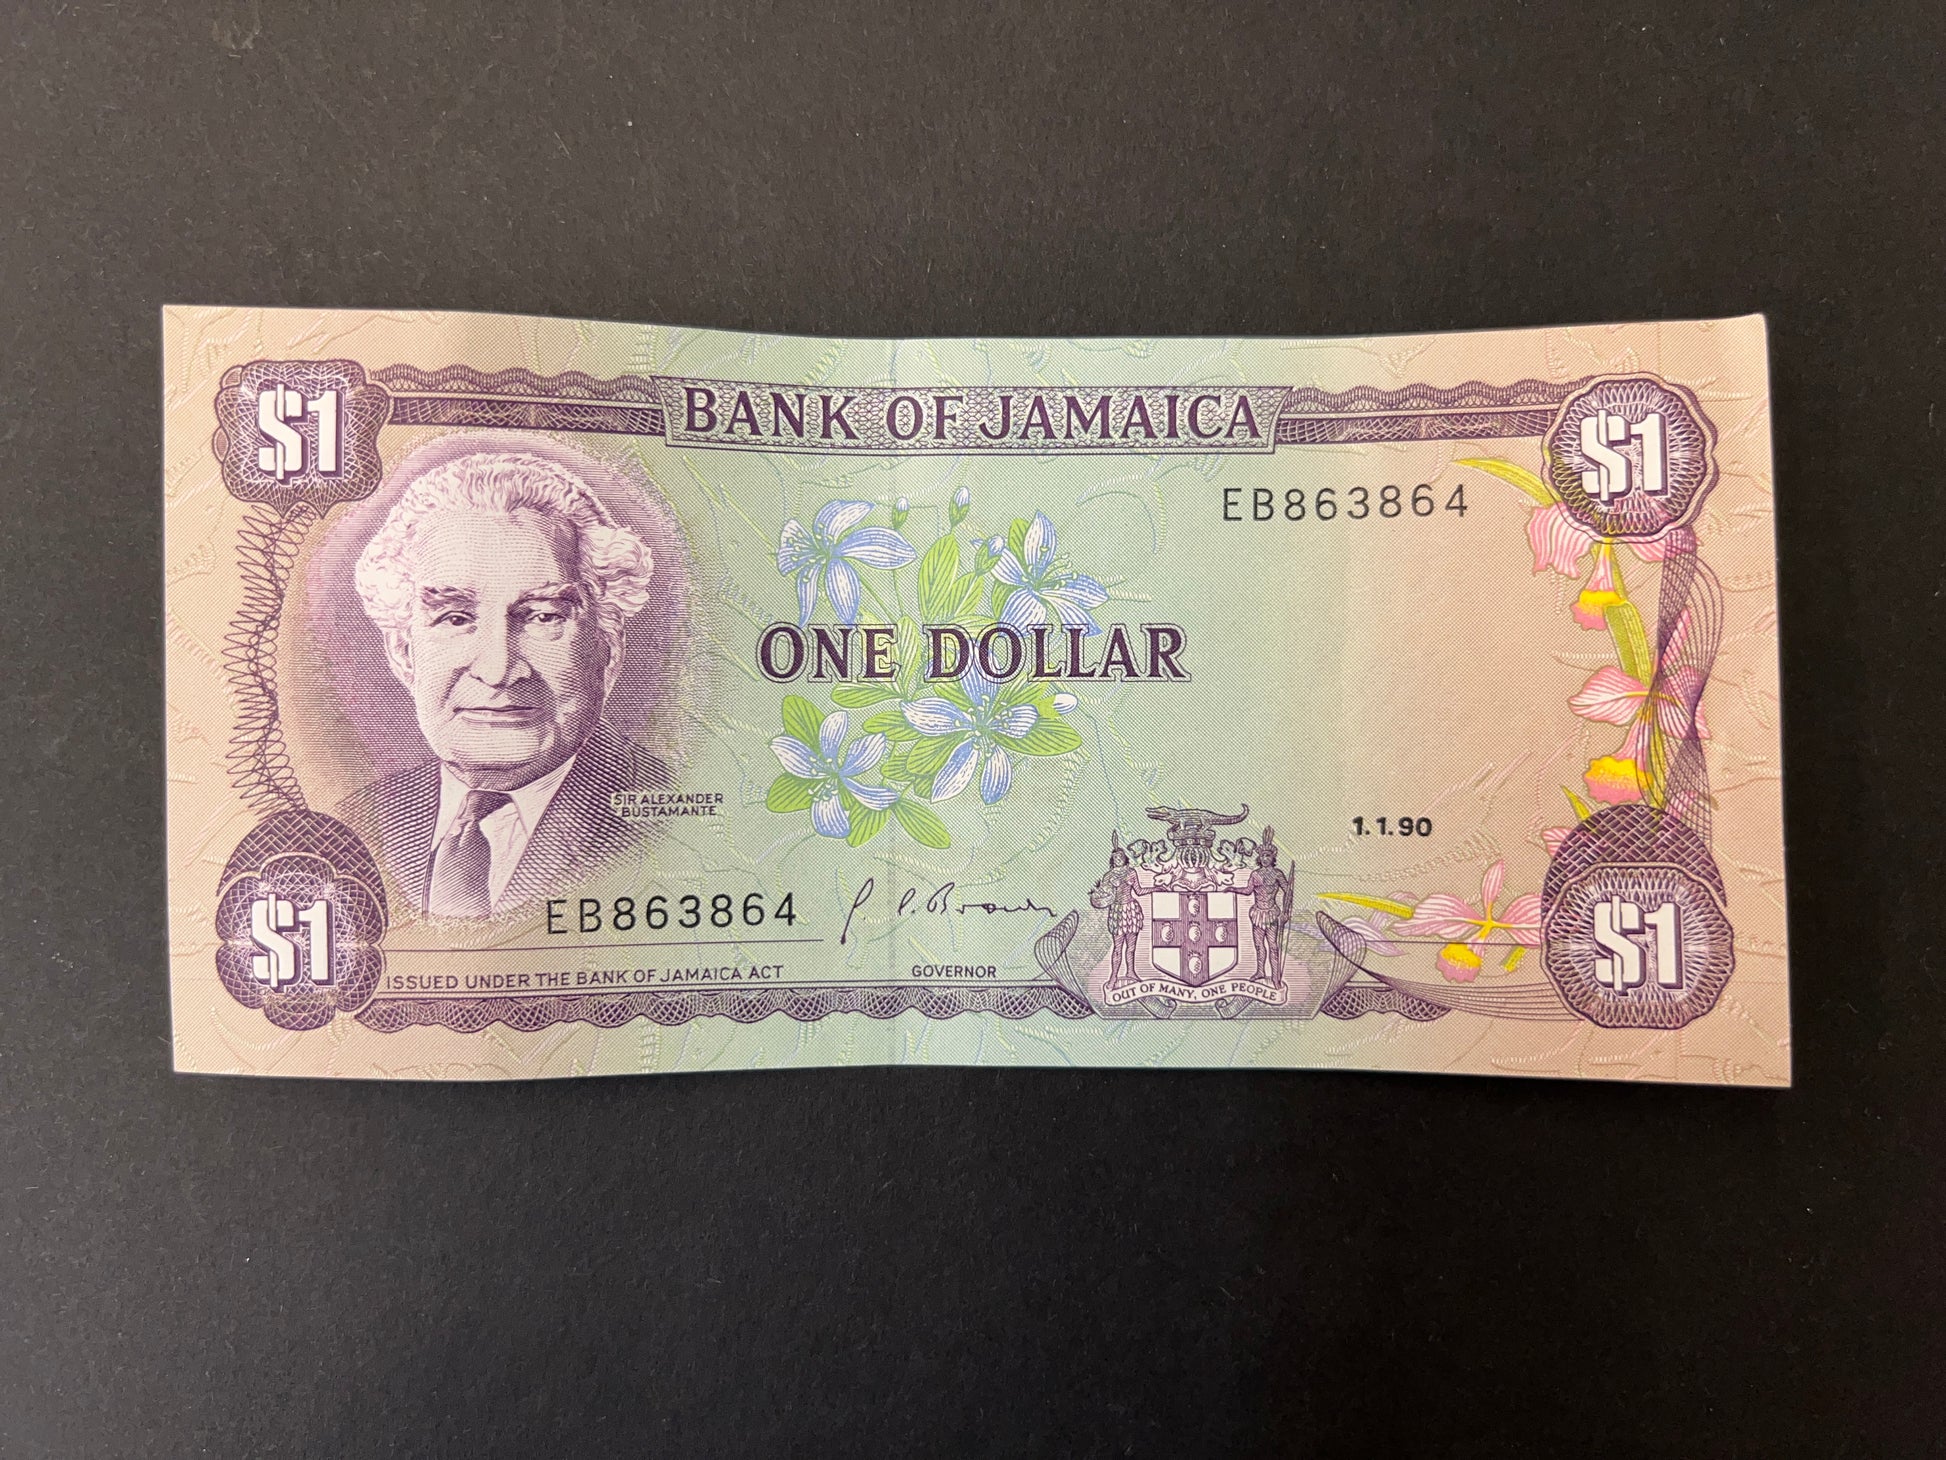 $1
BANK OF JAMAICA
$1
EB863864
ONE DOLLAR
SIR ALEXANDER
BUSTAMANTE
1.1.90
EB863864
ISSUED UNDER THE BANK OF JAMAICA ACT
GOVERNOR
OUT OF MANY, ONE PEOPLE
$1
$1